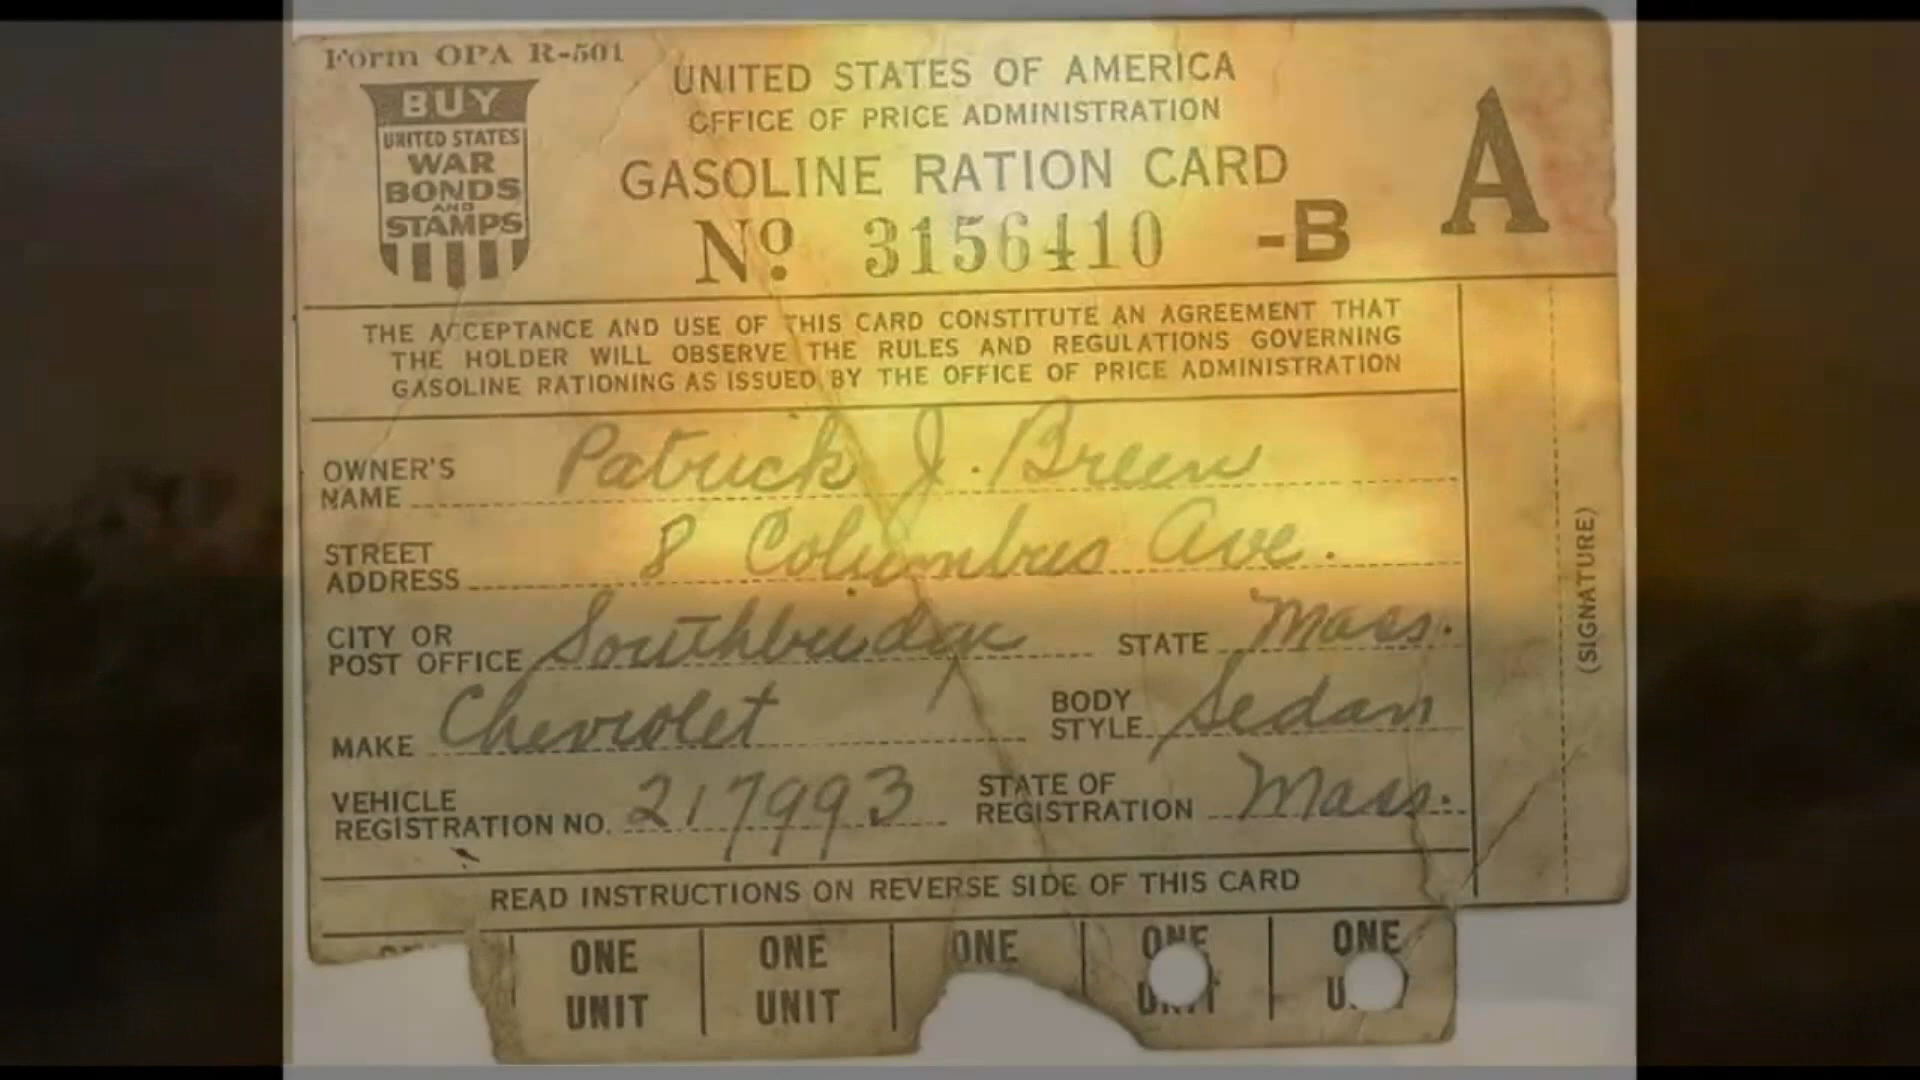 Form OPA R-501
BUY
UNITED STATES
WAR
BONDS
AND
STAMPS
UNITED STATES OF AMERICA
OFFICE OF PRICE ADMINISTRATION
GASOLINE RATION CARD
Nº 3156410 -B
A
THE ACCEPTANCE AND USE OF THIS CARD CONSTITUTE AN AGREEMENT THAT
THE HOLDER WILL OBSERVE THE RULES AND REGULATIONS GOVERNING
GASOLINE RATIONING AS ISSUED BY THE OFFICE OF PRICE ADMINISTRATION
OWNER'S
NAME Patrick J. Breen
STREET
ADDRESS 8 Columbus Ave.
CITY OR
POST OFFICE Southbridge STATE Mass.
MAKE Chevrolet BODY
STYLE Sedan
VEHICLE
REGISTRATION NO. 217993 STATE OF
REGISTRATION Mass.
(SIGNATURE)
READ INSTRUCTIONS ON REVERSE SIDE OF THIS CARD
ONE ONE ONE ONE ONE
UNIT UNIT UNIT